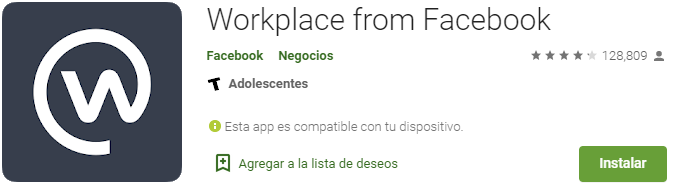 Workplace from Facebook
Facebook Negocios 128,809
T Adolescentes
Esta app es compatible con tu dispositivo.
Agregar a la lista de deseos Instalar